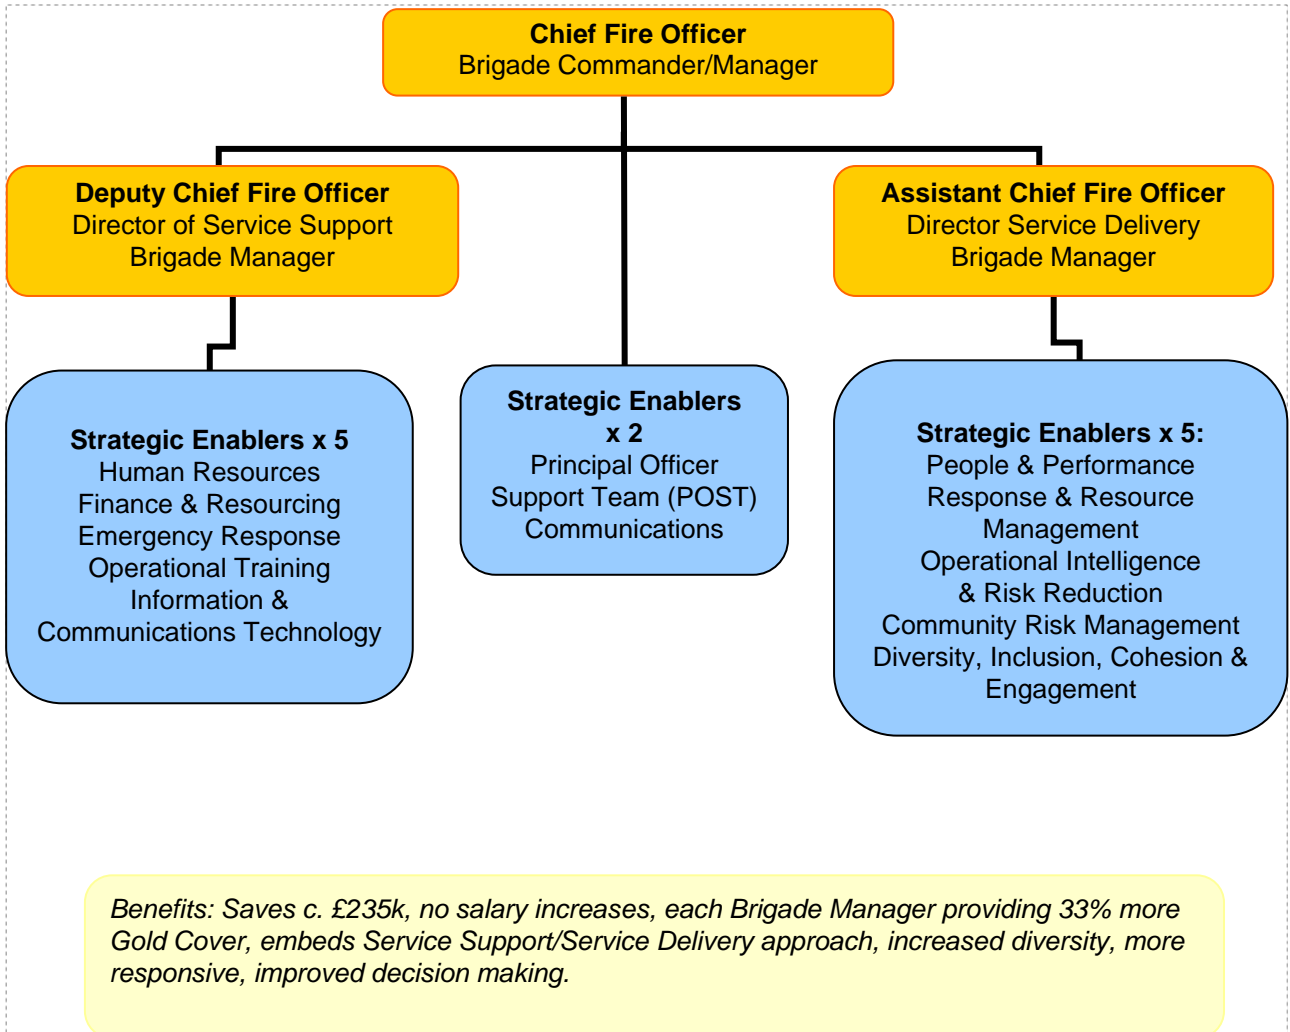 Chief Fire Officer
Brigade Commander/Manager
Deputy Chief Fire Officer
Director of Service Support
Brigade Manager
Assistant Chief Fire Officer
Director Service Delivery
Brigade Manager
Strategic Enablers x 5
Human Resources
Finance & Resourcing
Emergency Response
Operational Training
Information &
Communications Technology
Strategic Enablers
x 2
Principal Officer
Support Team (POST)
Communications
Strategic Enablers x 5:
People & Performance
Response & Resource
Management
Operational Intelligence
& Risk Reduction
Community Risk Management
Diversity, Inclusion, Cohesion &
Engagement
Benefits: Saves c. £235k, no salary increases, each Brigade Manager providing 33% more
Gold Cover, embeds Service Support/Service Delivery approach, increased diversity, more
responsive, improved decision making.